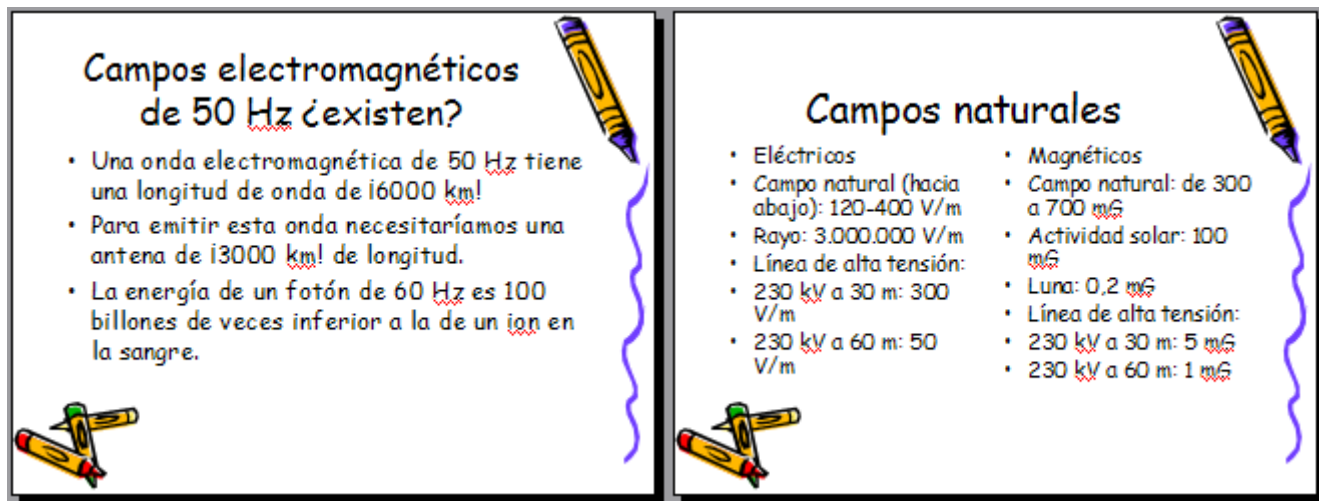 Campos electromagnéticos
de 50 Hz ¿existen?
• Una onda electromagnética de 50 Hz tiene
una longitud de onda de ¡6000 km!
• Para emitir esta onda necesitaríamos una
antena de ¡3000 km! de longitud.
• La energía de un fotón de 60 Hz es 100
billones de veces inferior a la de un ion en
la sangre.
Campos naturales
• Eléctricos
• Campo natural (hacia
abajo): 120-400 V/m
• Rayo: 3.000.000 V/m
• Línea de alta tensión:
• 230 kV a 30 m: 300
V/m
• 230 kV a 60 m: 50
V/m
• Magnéticos
• Campo natural: de 300
a 700 mG
• Actividad solar: 100
mG
• Luna: 0,2 mG
• Línea de alta tensión:
• 230 kV a 30 m: 5 mG
• 230 kV a 60 m: 1 mG